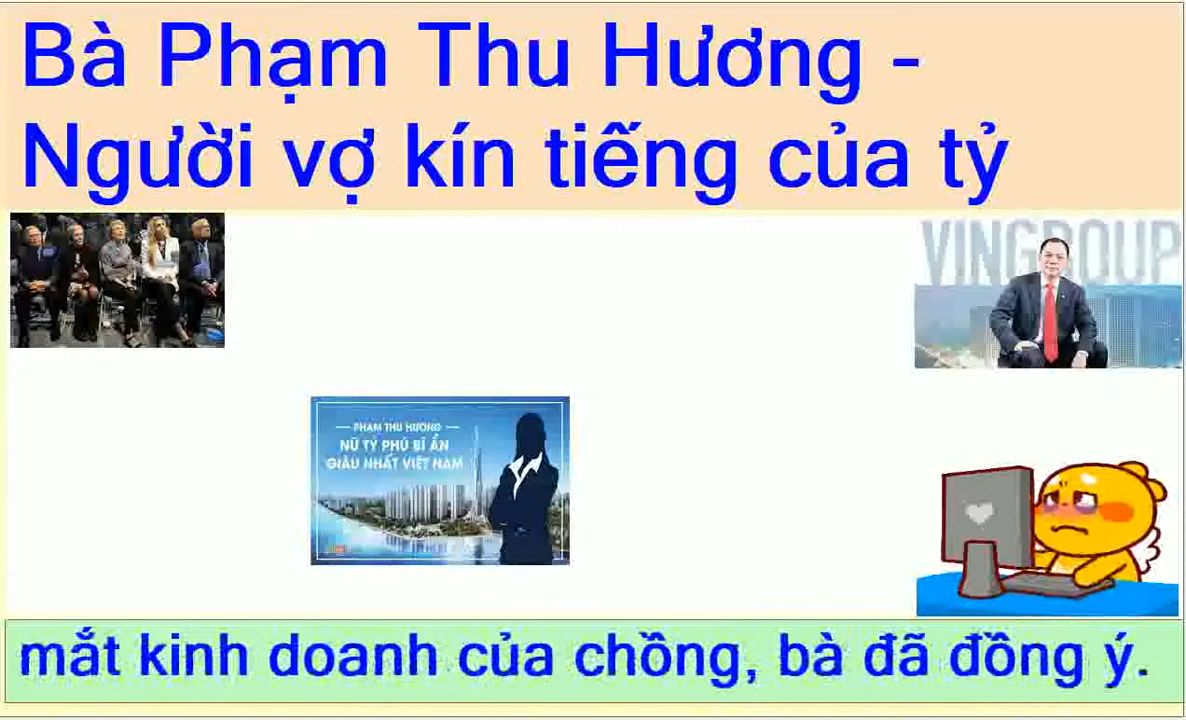 Bà Phạm Thu Hương -
Người vợ kín tiếng của tỷ
VINGROUP
PHẠM THU HƯƠNG
NỮ TỶ PHÚ BÍ ẨN
GIÀU NHẤT VIỆT NAM
mắt kinh doanh của chồng, bà đã đồng ý.